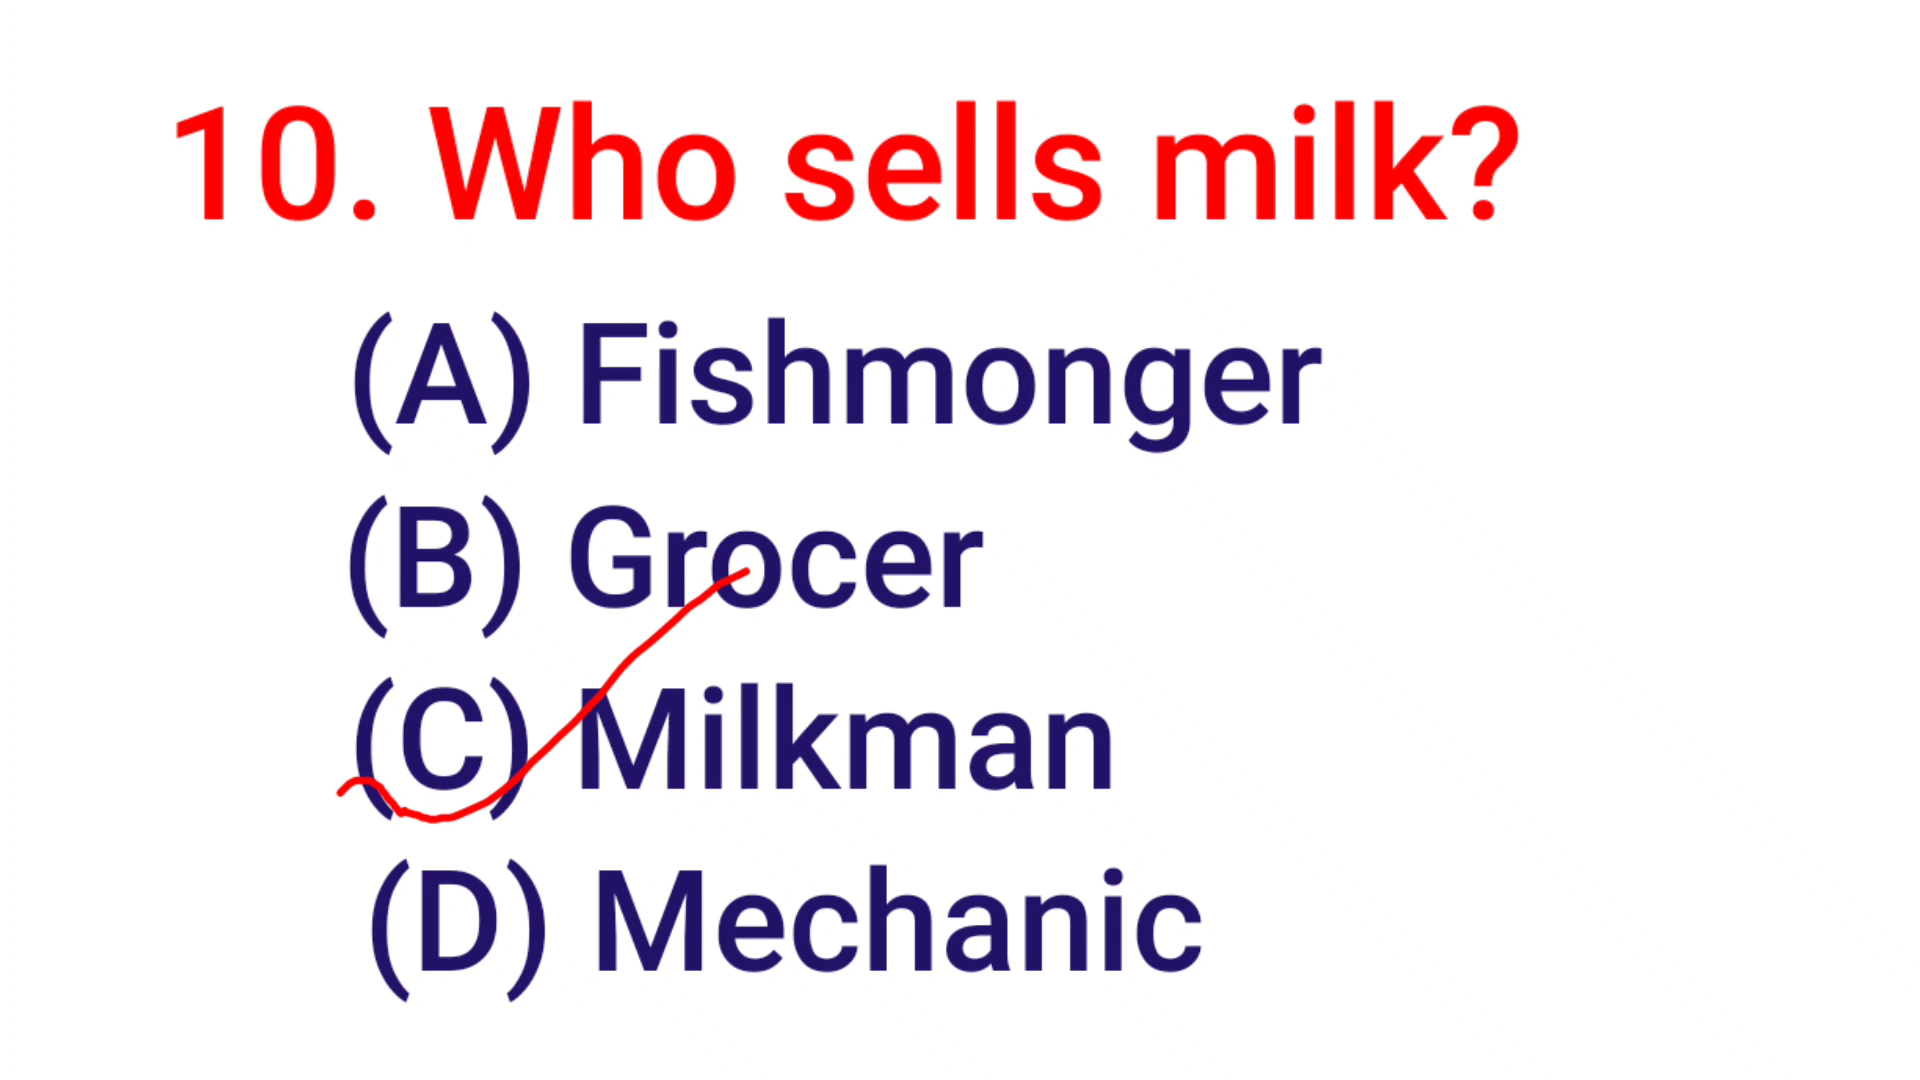 10. Who sells milk?
(A) Fishmonger
(B) Grocer
(C) Milkman
(D) Mechanic